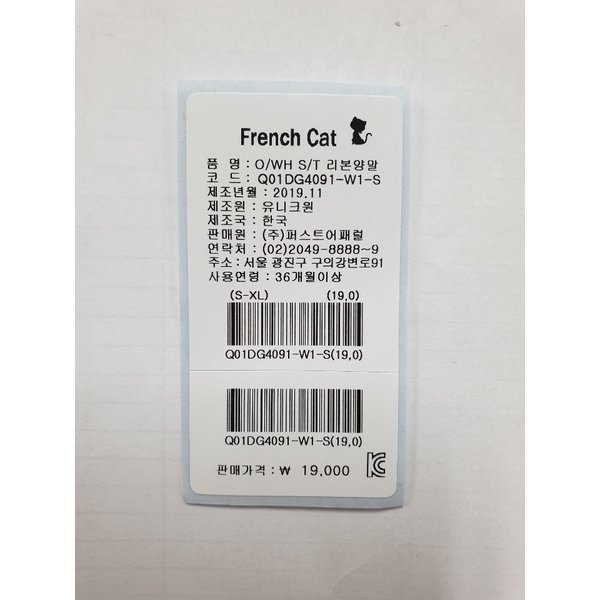 French Cat
품 명 : O/WH S/T 리본양말
코 드 : Q01DG4091-W1-S
제조년월 : 2019.11
제조원 : 유니크원
제조국 : 한국
판매원 : (주)퍼스트어패럴
연락처 : (02)2049-8888~9
주소 : 서울 광진구 구의강변로91
사용연령 : 36개월이상
(S-XL) (19,0)
Q01DG4091-W1-S(19,0)
Q01DG4091-W1-S(19,0)
판매가격 : ₩ 19,000